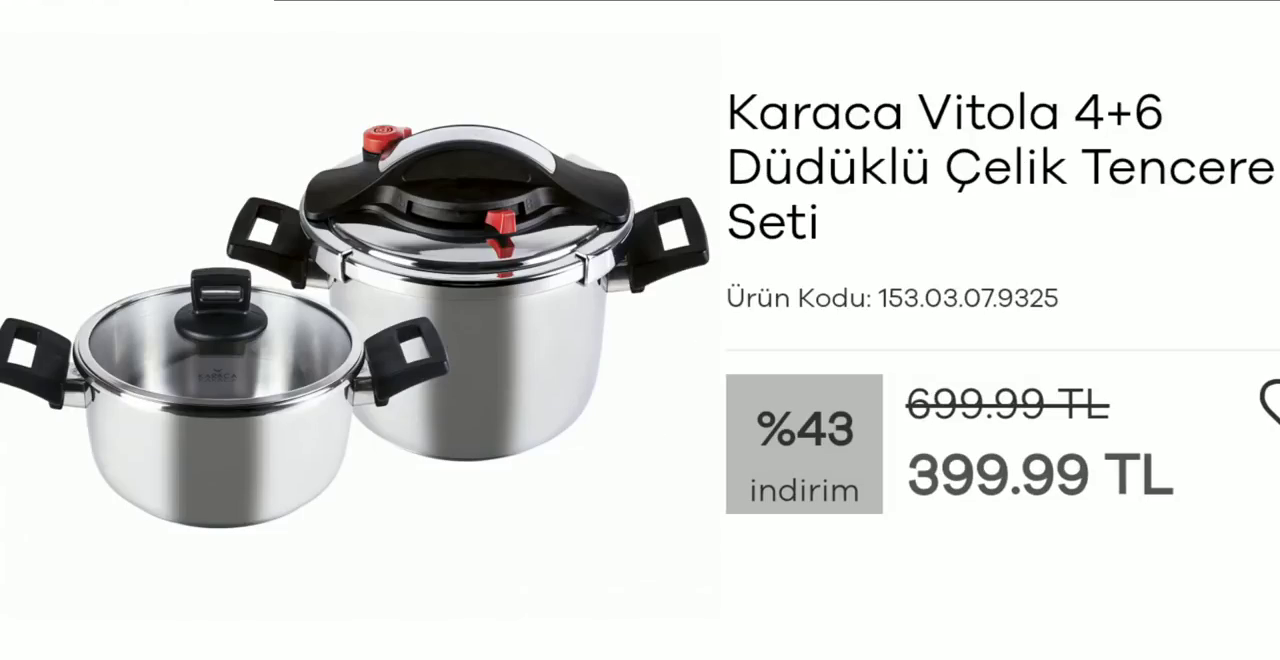 Karaca Vitola 4+6
Düdüklü Çelik Tencere
Seti
Ürün Kodu: 153.03.07.9325
%43
indirim
699.99 TL
399.99 TL
KARACA